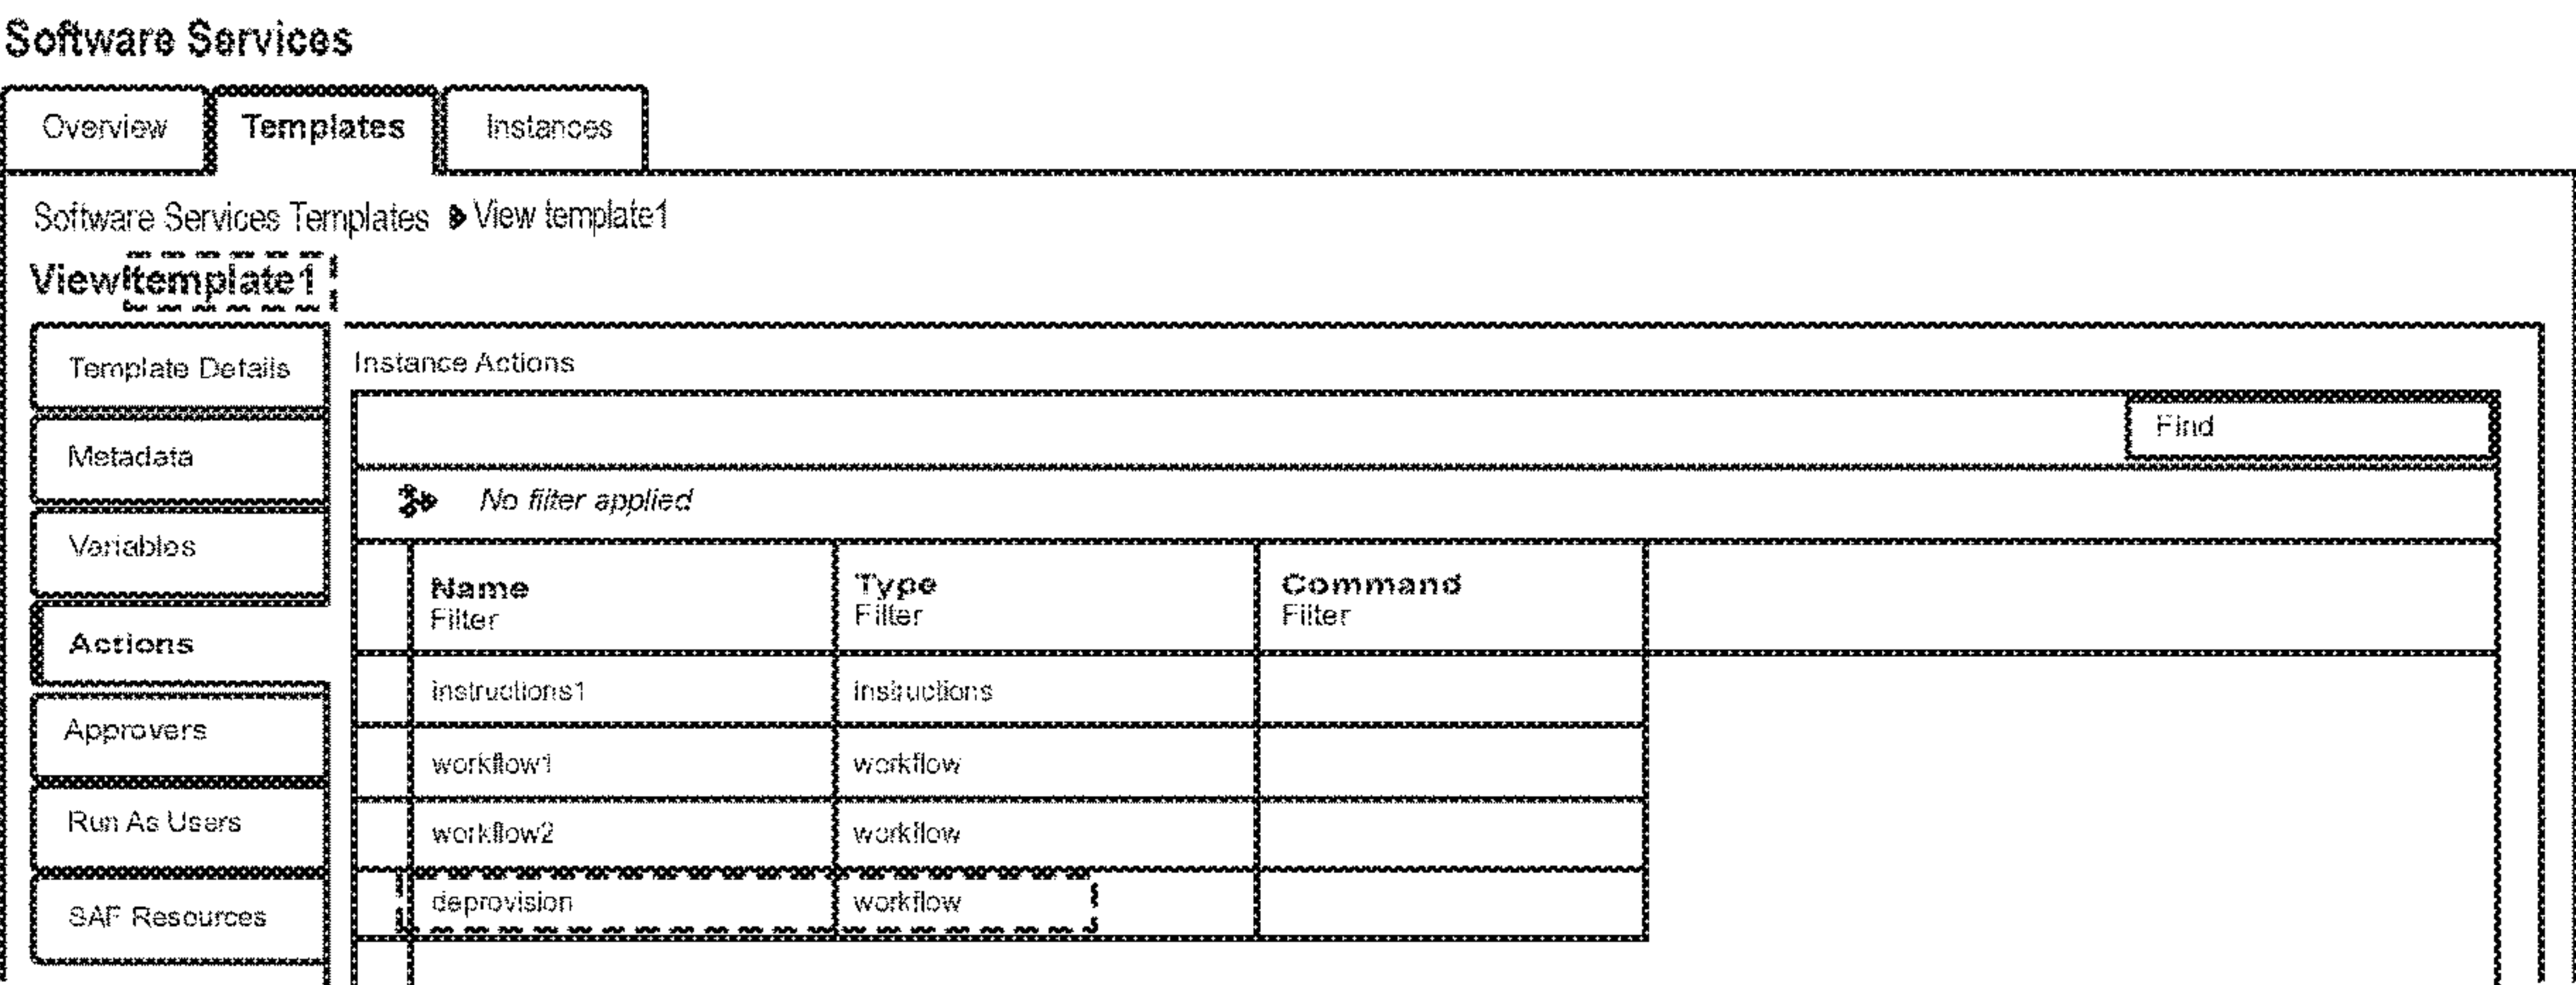 Software Services
Overview Templates Instances
Software Services Templates View template1
View template1
Template Details
Metadata
Variables
Actions
Approvers
Run As Users
SAF Resources
Instance Actions
Find
No filter applied
Name Type Command
Filter Filter Filter
instructions1 instructions
workflow1 workflow
workflow2 workflow
deprovision workflow